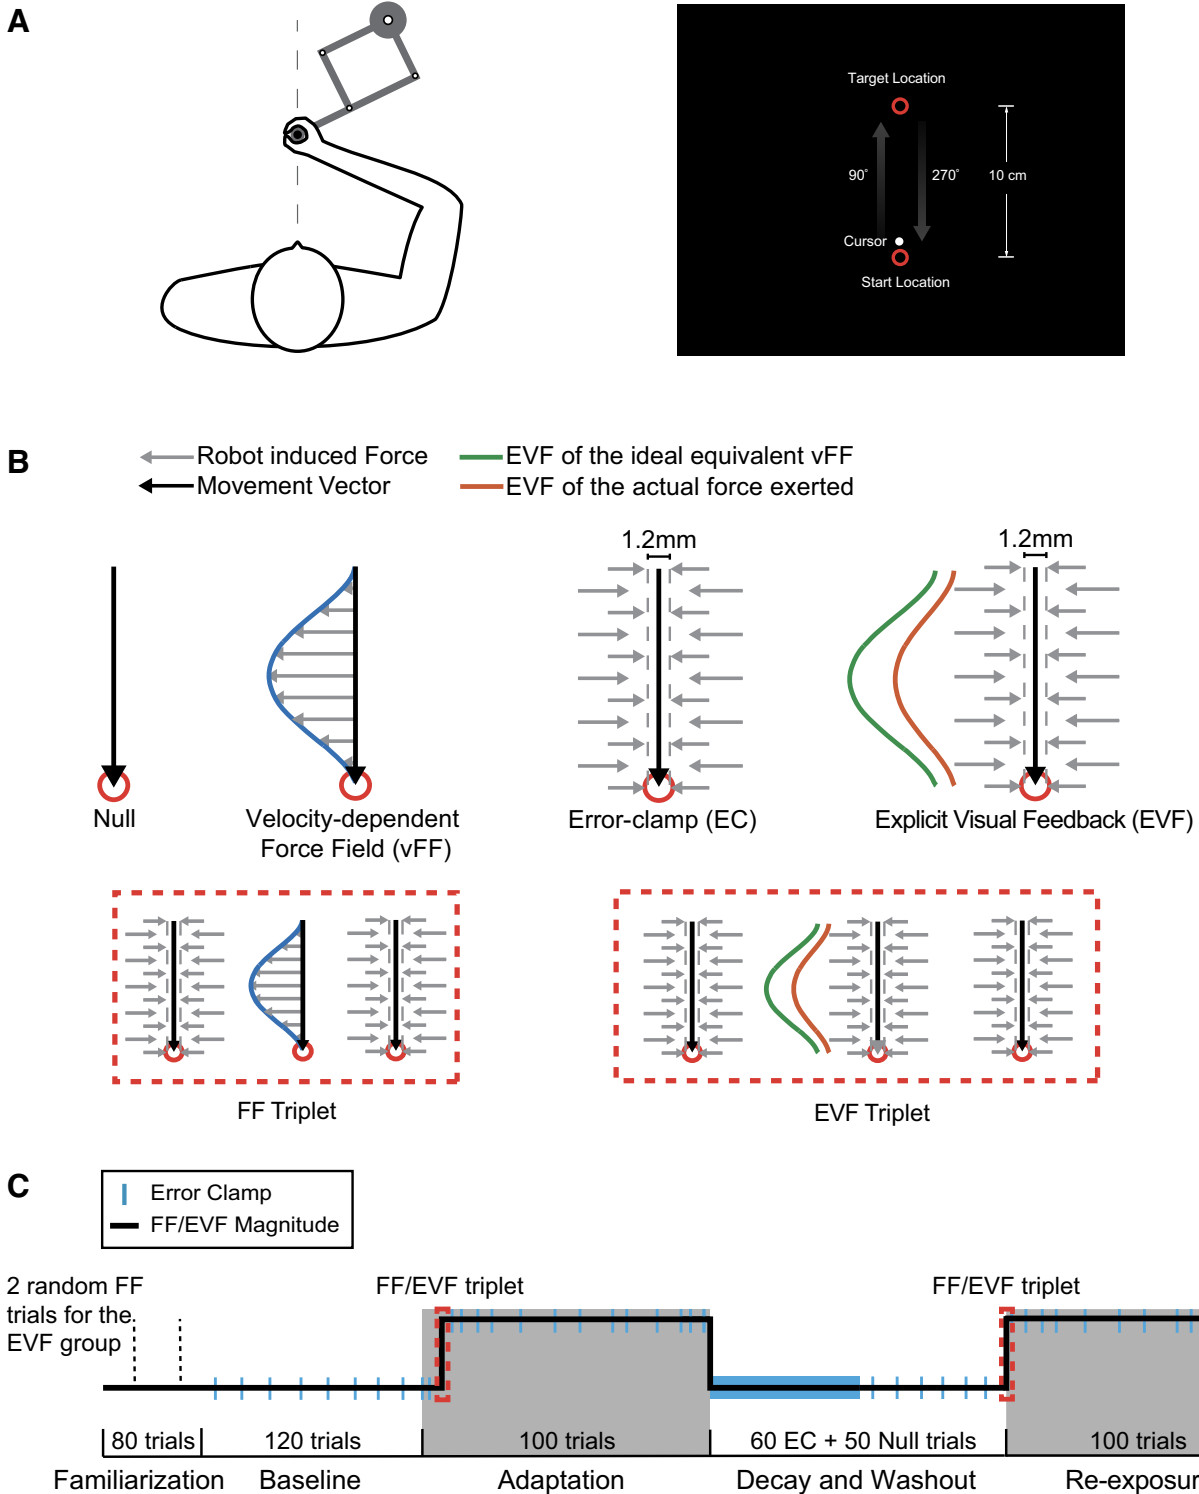 A
Target Location
90°
270°
10 cm
Cursor
Start Location
B
Robot induced Force
EVF of the ideal equivalent vFF
Movement Vector
EVF of the actual force exerted
1.2mm
1.2mm
Null
Velocity-dependent
Force Field (vFF)
Error-clamp (EC)
Explicit Visual Feedback (EVF)
FF Triplet
EVF Triplet
C
Error Clamp
FF/EVF Magnitude
2 random FF
trials for the
EVF group
FF/EVF triplet
FF/EVF triplet
80 trials
120 trials
100 trials
60 EC + 50 Null trials
100 trials
Familiarization
Baseline
Adaptation
Decay and Washout
Re-exposur